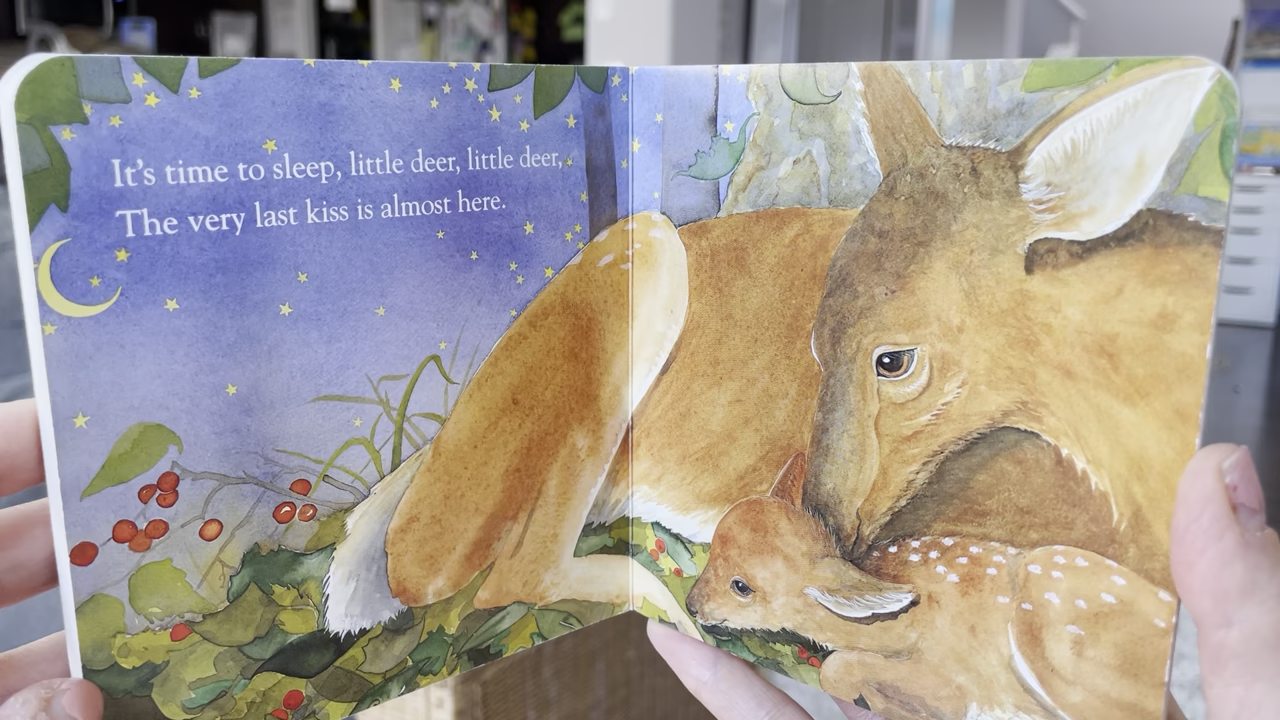 It's time to sleep, little deer, little deer,
The very last kiss is almost here.